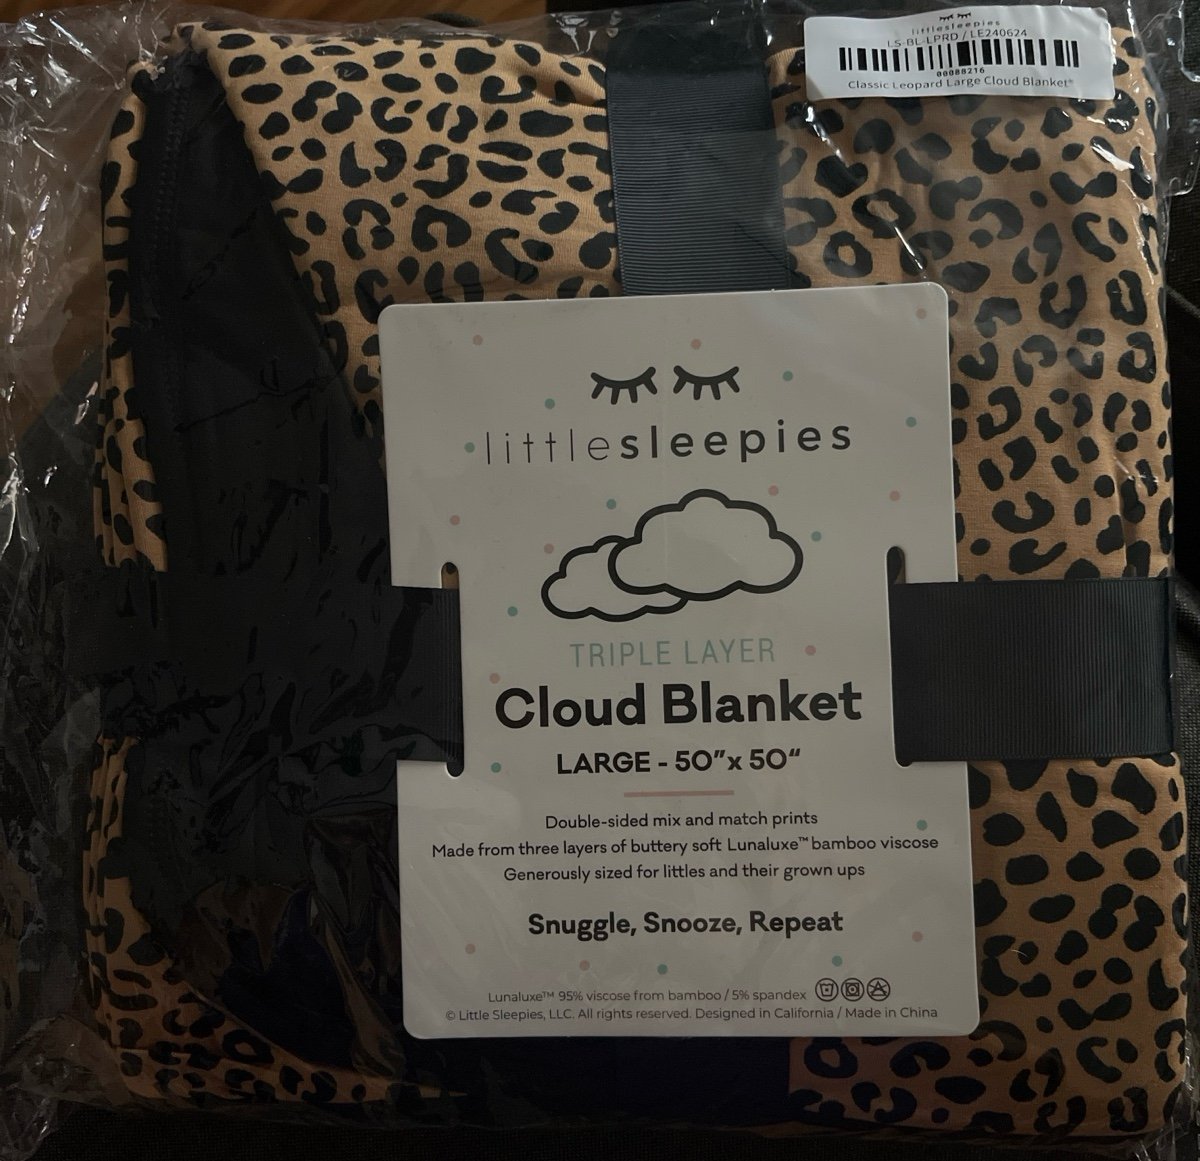 littlesleepies
LS-BL-LPRD / LE240624
00088216
Classic Leopard Large Cloud Blanket®
littlesleepies
TRIPLE LAYER
Cloud Blanket
LARGE - 50"x 50"
Double-sided mix and match prints
Made from three layers of buttery soft Lunaluxe™ bamboo viscose
Generously sized for littles and their grown ups
Snuggle, Snooze, Repeat
Lunaluxe™ 95% viscose from bamboo / 5% spandex
© Little Sleepies, LLC. All rights reserved. Designed in California / Made in China